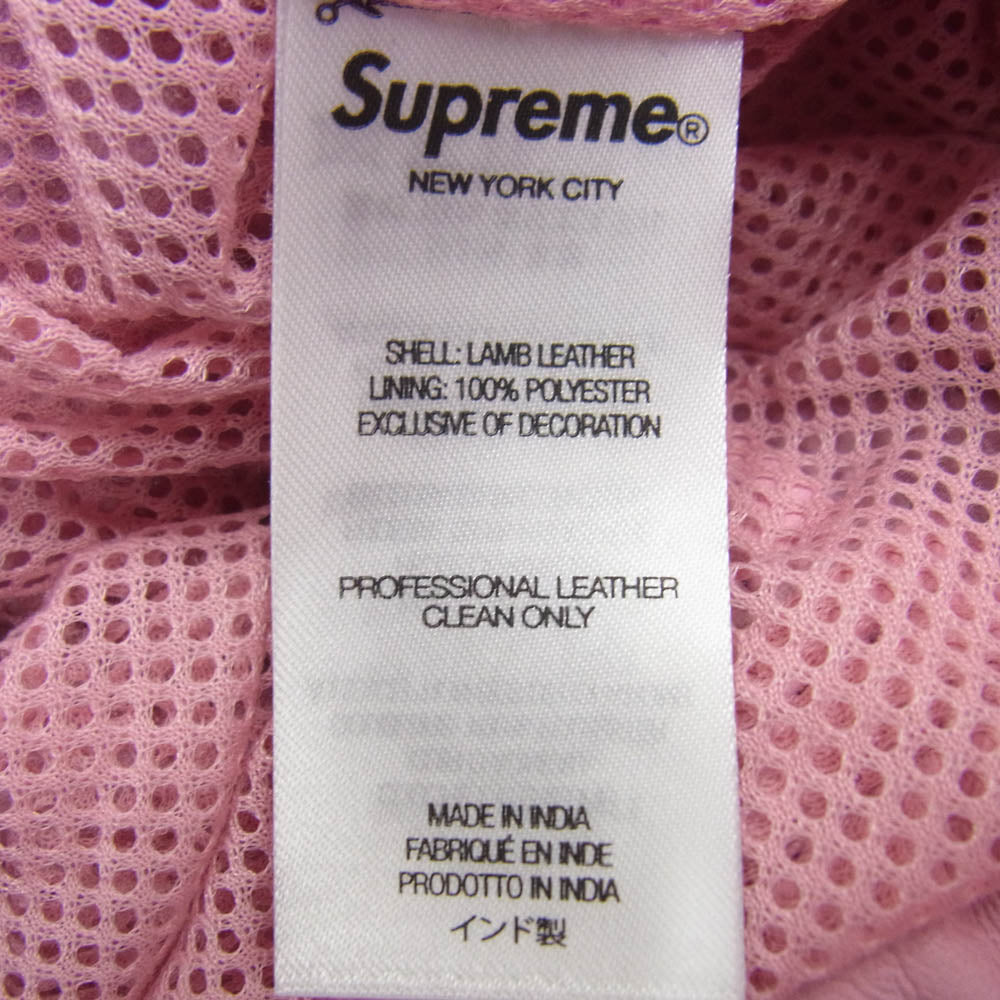 Supreme®
NEW YORK CITY
SHELL: LAMB LEATHER
LINING: 100% POLYESTER
EXCLUSIVE OF DECORATION
PROFESSIONAL LEATHER
CLEAN ONLY
MADE IN INDIA
FABRIQUÉ EN INDE
PRODOTTO IN INDIA
インド製